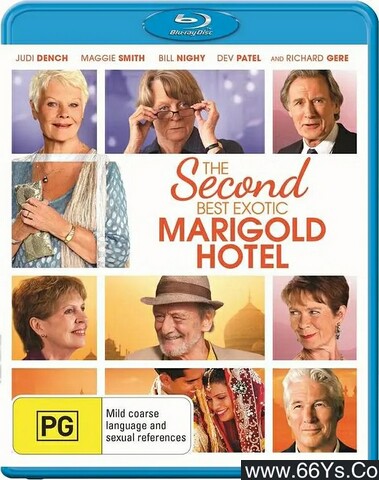 Blu-ray Disc
JUDI DENCH MAGGIE SMITH BILL NIGHY DEV PATEL AND RICHARD GERE
THE
Second
BEST EXOTIC
MARIGOLD
HOTEL
PG
Mild coarse
language and
sexual references
www.66Ys.Co